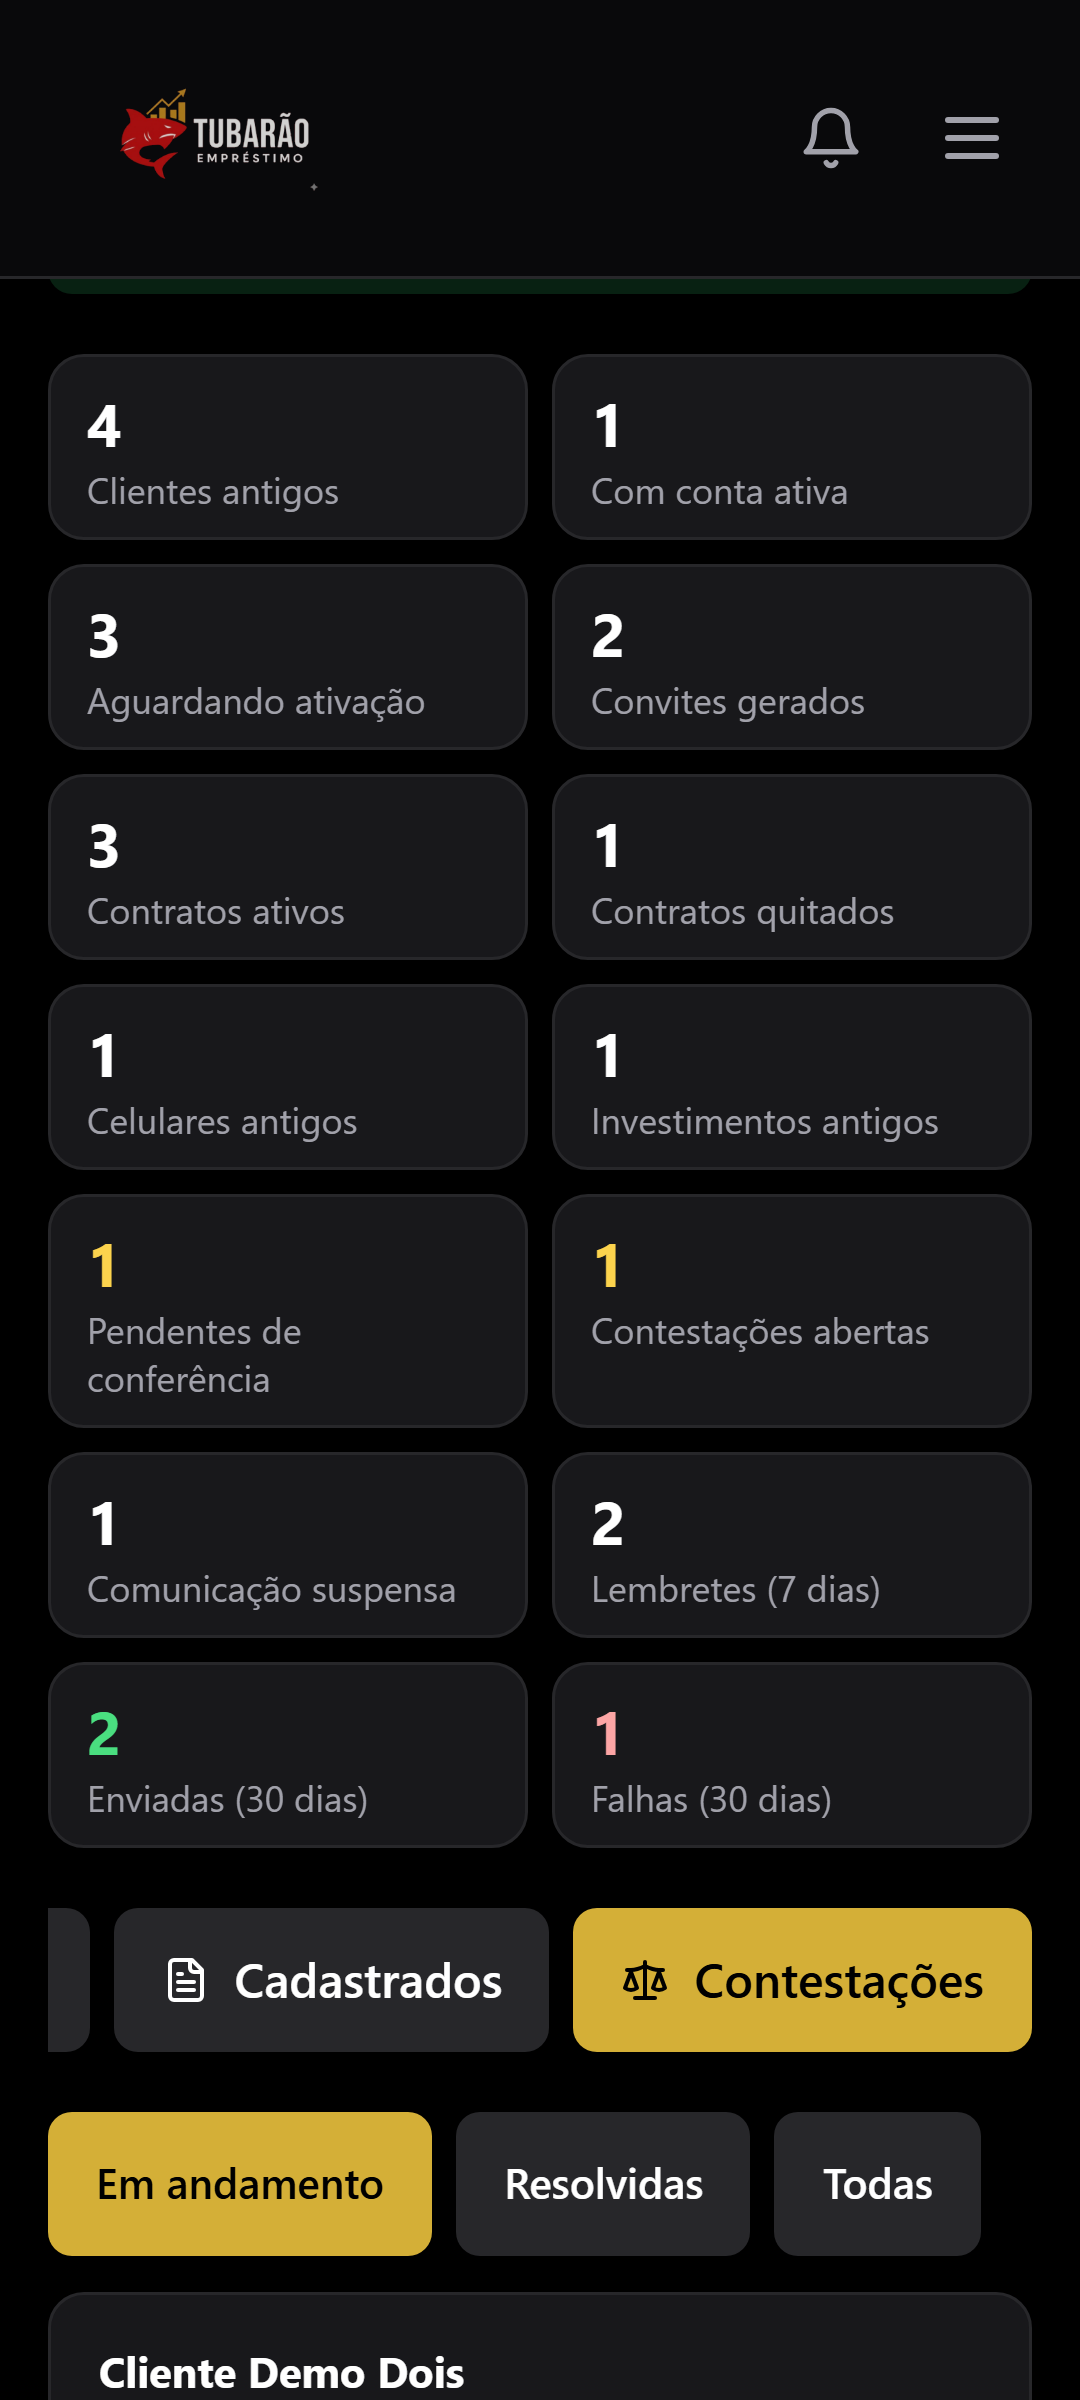 TUBARÃO
EMPRÉSTIMO
4
Clientes antigos
1
Com conta ativa
3
Aguardando ativação
2
Convites gerados
3
Contratos ativos
1
Contratos quitados
1
Celulares antigos
1
Investimentos antigos
1
Pendentes de
conferência
1
Contestações abertas
1
Comunicação suspensa
2
Lembretes (7 dias)
2
Enviadas (30 dias)
1
Falhas (30 dias)
Cadastrados
Contestações
Em andamento
Resolvidas
Todas
Cliente Demo Dois